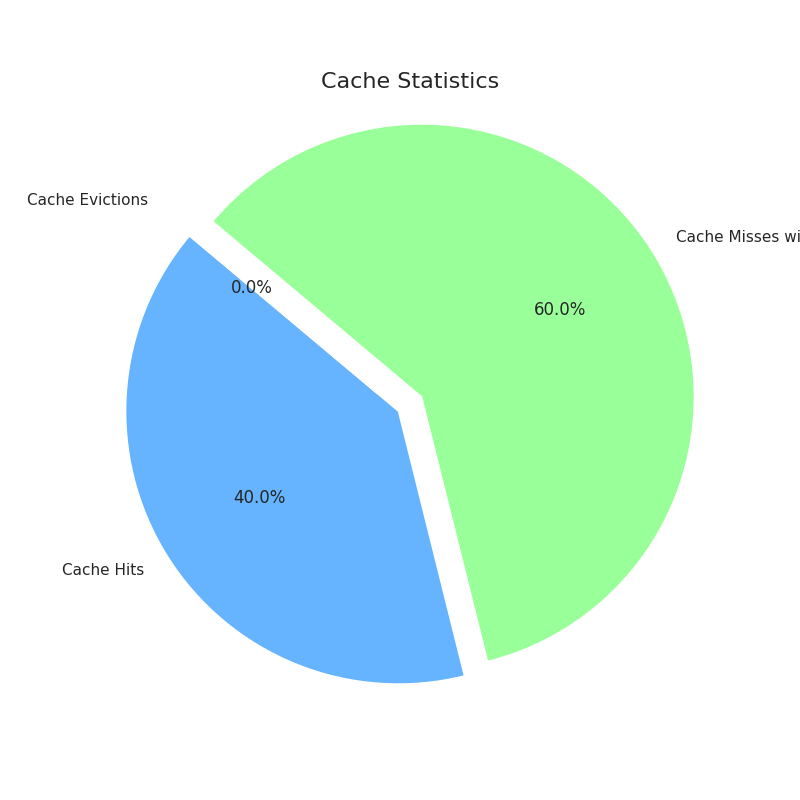 Cache Statistics
Cache Evictions
Cache Misses wi
0.0%
60.0%
40.0%
Cache Hits